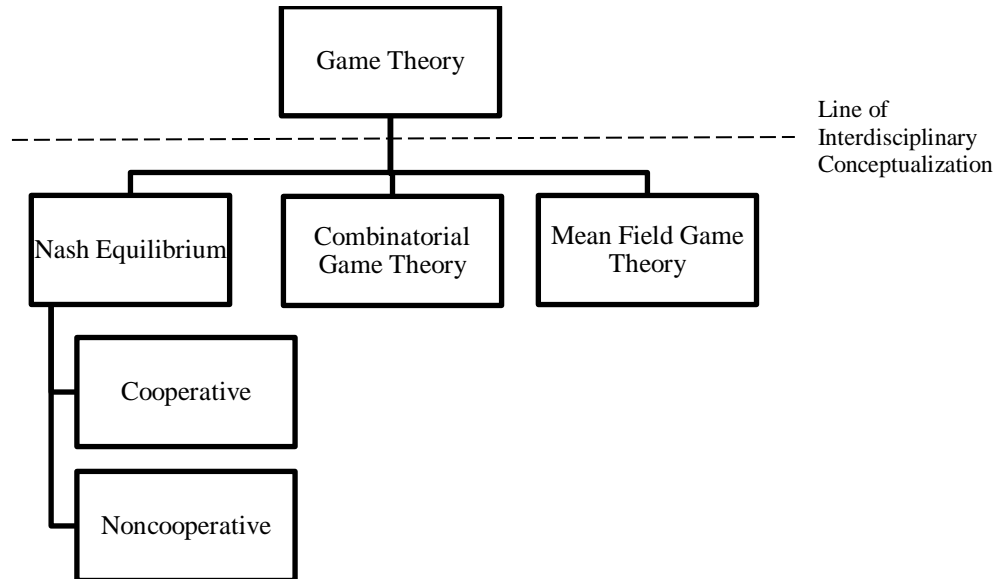 Game Theory
Line of
Interdisciplinary
Conceptualization
Nash Equilibrium
Combinatorial
Game Theory
Mean Field Game
Theory
Cooperative
Noncooperative